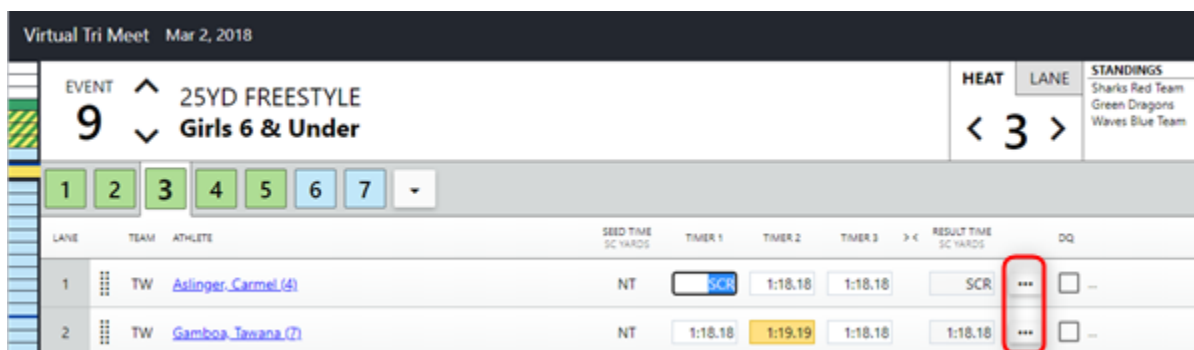 Virtual Tri Meet Mar 2, 2018
EVENT
9
25YD FREESTYLE
Girls 6 & Under
HEAT LANE
< 3 >
STANDINGS
Sharks Red Team
Green Dragons
Waves Blue Team
1 2 3 4 5 6 7
LANE TEAM ATHLETE SEED TIME SC YARDS TIMER 1 TIMER 2 TIMER 3 >< RESULT TIME SC YARDS DQ
1 TW Aslinger, Carmel (4) NT SCR 1:18.18 1:18.18 SCR ... --
2 TW Gamboa, Tawana (7) NT 1:18.18 1:19.19 1:18.18 1:18.18 ... --